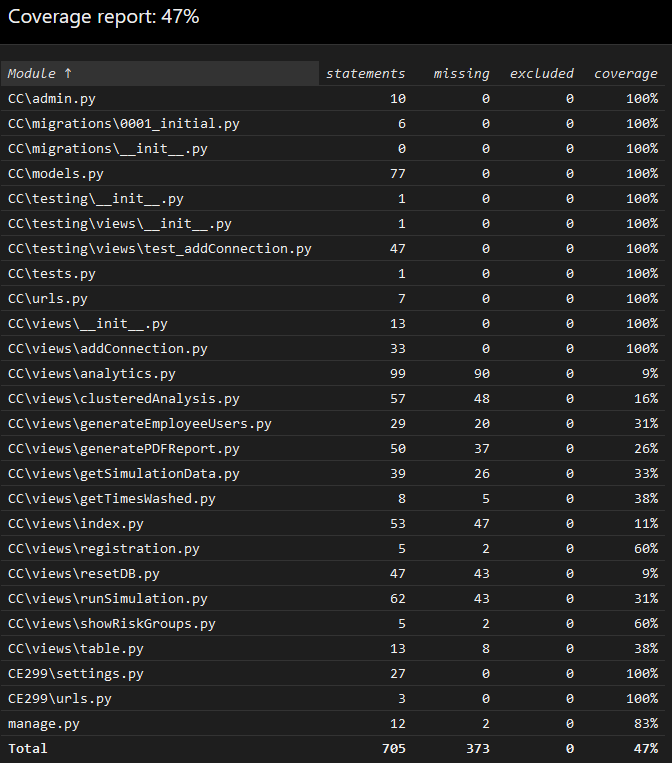 Coverage report: 47%
Module ↑ statements missing excluded coverage
CC\admin.py 10 0 0 100%
CC\migrations\0001_initial.py 6 0 0 100%
CC\migrations\__init__.py 0 0 0 100%
CC\models.py 77 0 0 100%
CC\testing\__init__.py 1 0 0 100%
CC\testing\views\__init__.py 1 0 0 100%
CC\testing\views\test_addConnection.py 47 0 0 100%
CC\tests.py 1 0 0 100%
CC\urls.py 7 0 0 100%
CC\views\__init__.py 13 0 0 100%
CC\views\addConnection.py 33 0 0 100%
CC\views\analytics.py 99 90 0 9%
CC\views\clusteredAnalysis.py 57 48 0 16%
CC\views\generateEmployeeUsers.py 29 20 0 31%
CC\views\generatePDFReport.py 50 37 0 26%
CC\views\getSimulationData.py 39 26 0 33%
CC\views\getTimesWashed.py 8 5 0 38%
CC\views\index.py 53 47 0 11%
CC\views\registration.py 5 2 0 60%
CC\views\resetDB.py 47 43 0 9%
CC\views\runSimulation.py 62 43 0 31%
CC\views\showRiskGroups.py 5 2 0 60%
CC\views\table.py 13 8 0 38%
CE299\settings.py 27 0 0 100%
CE299\urls.py 3 0 0 100%
manage.py 12 2 0 83%
Total 705 373 0 47%